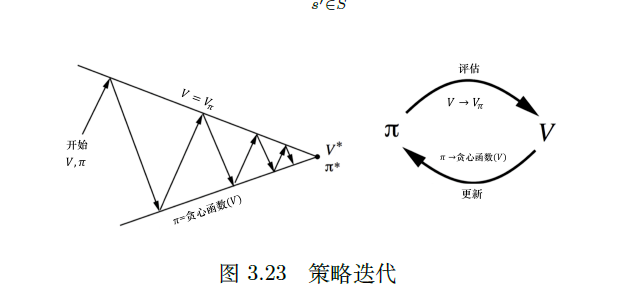 s′∈S
V = Vπ
开始
V, π
V*
π*
π=贪心函数(V)
评估
V → Vπ
π
V
π →贪心函数(V)
更新
图 3.23 策略迭代